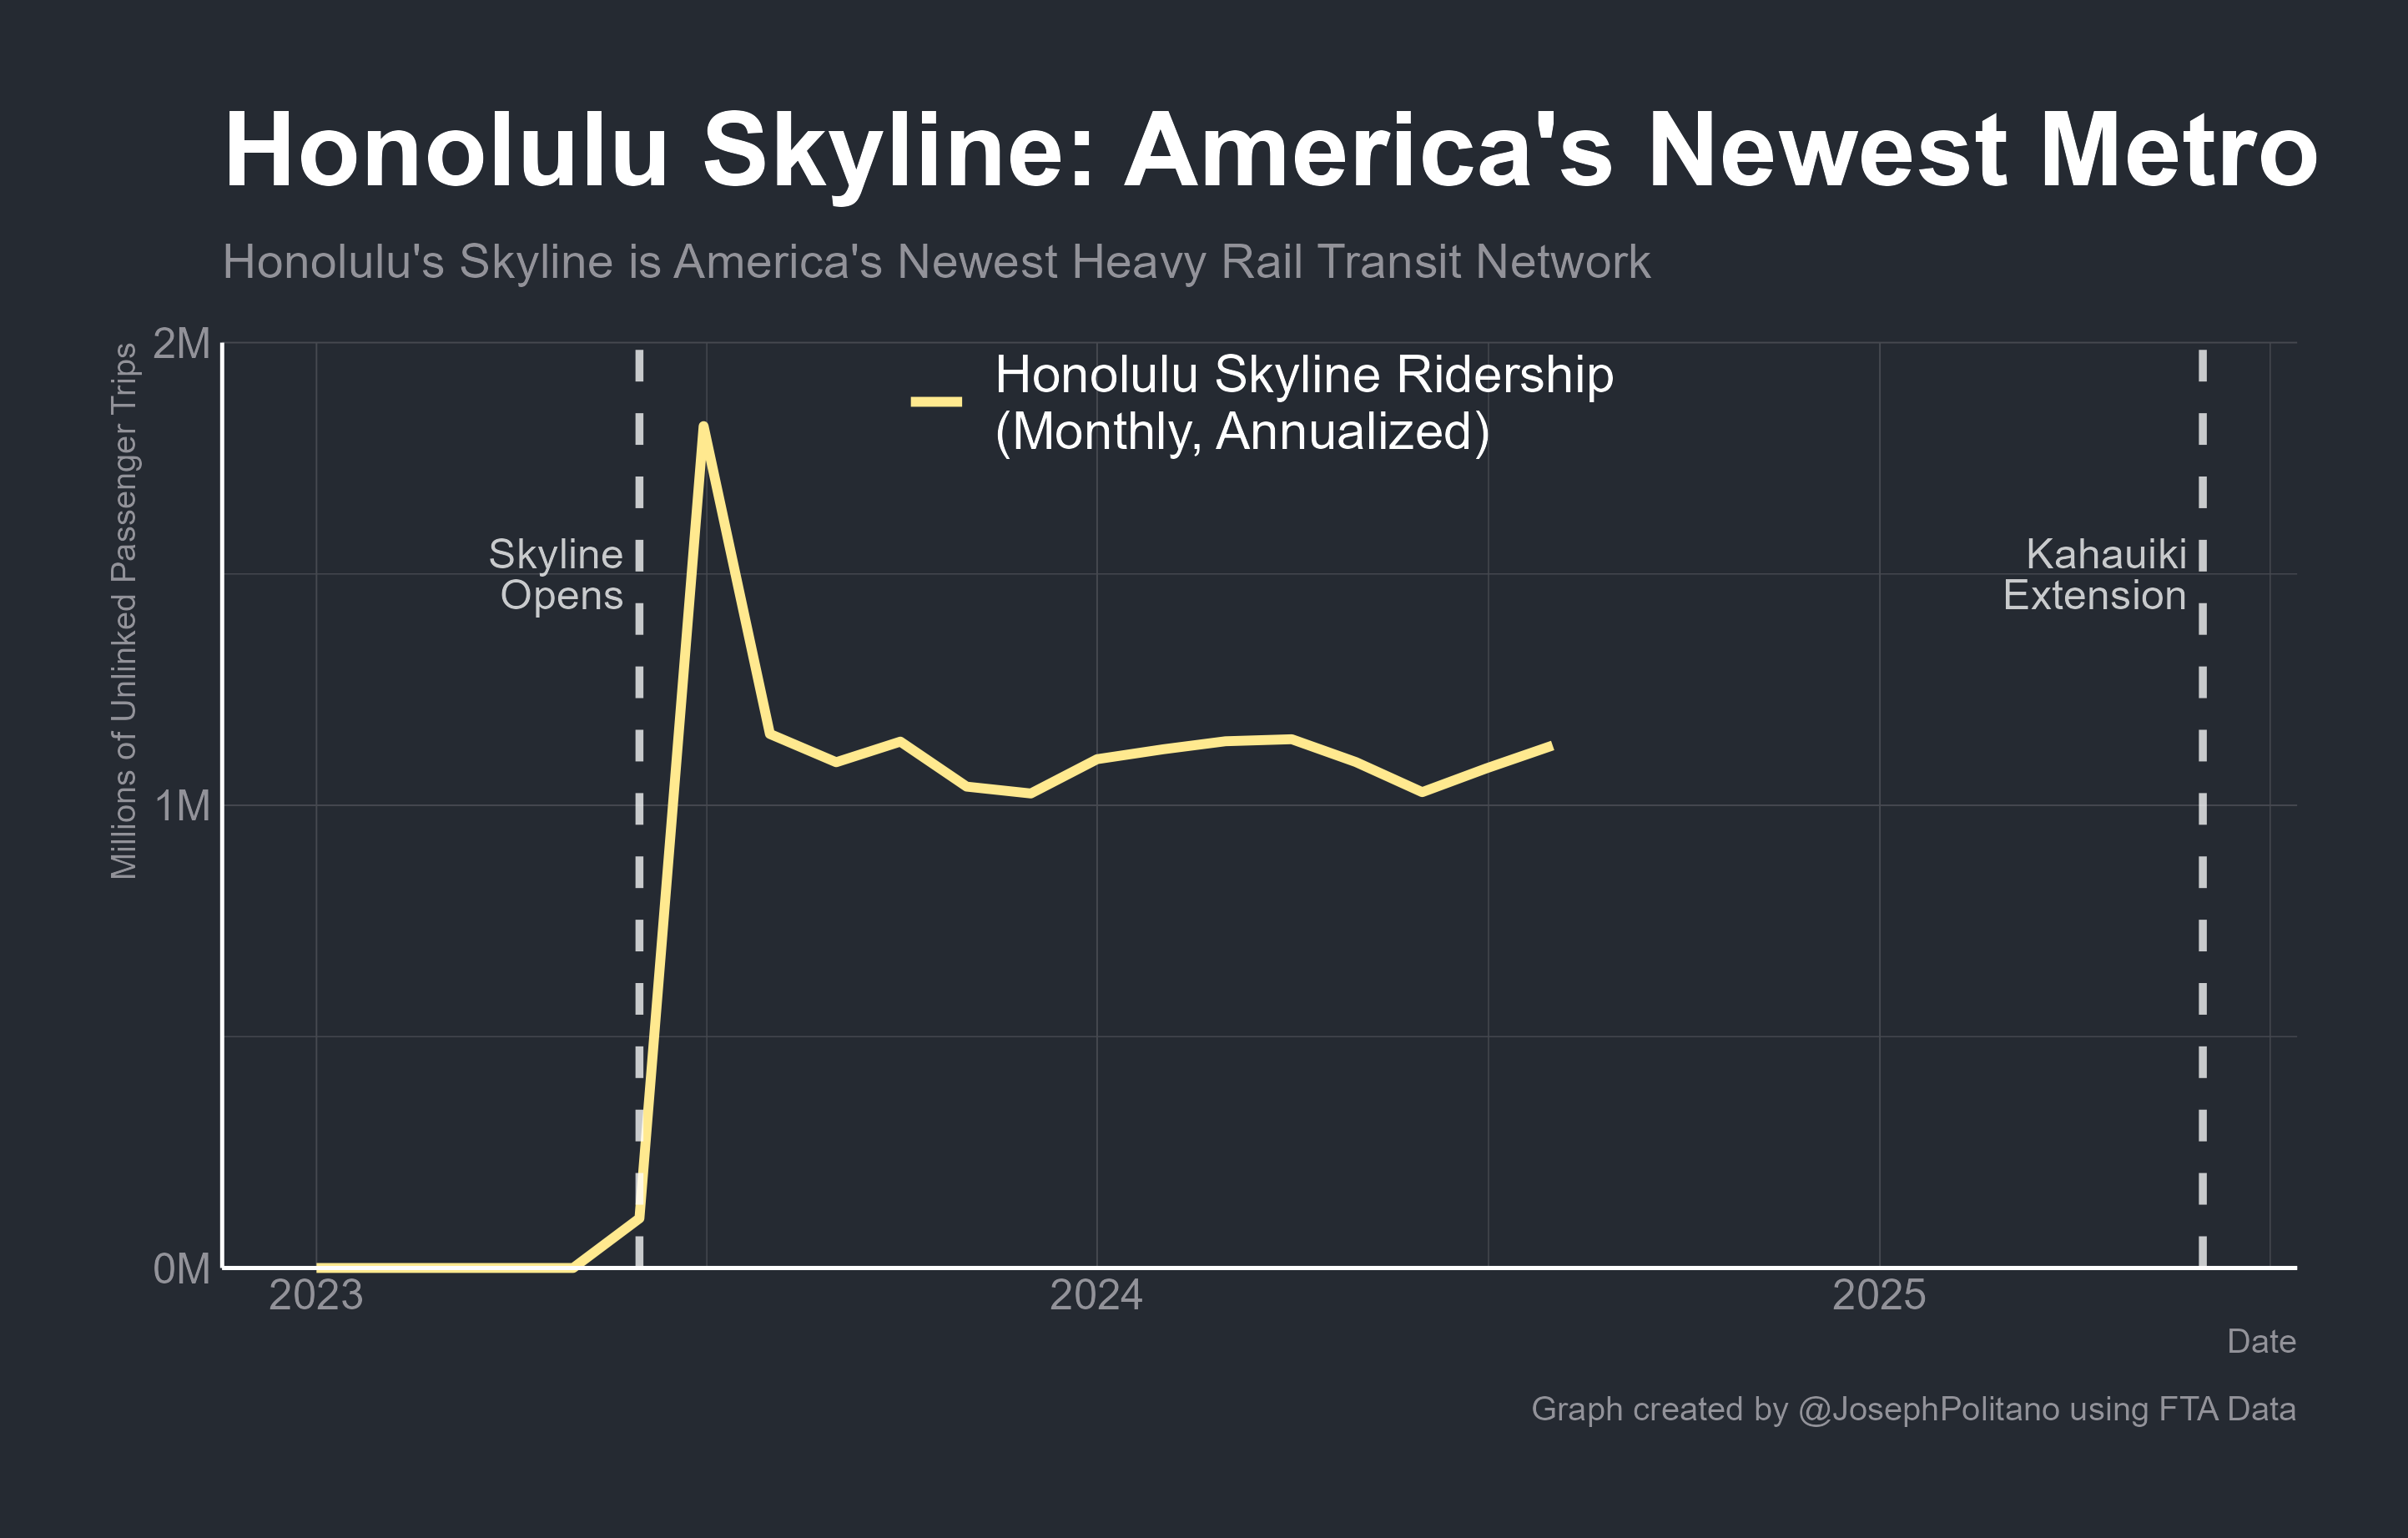 Honolulu Skyline: America's Newest Metro
Honolulu's Skyline is America's Newest Heavy Rail Transit Network
Millions of Unlinked Passenger Trips
2M
1M
0M
Honolulu Skyline Ridership
(Monthly, Annualized)
Skyline
Opens
Kahauiki
Extension
2023
2024
2025
Date
Graph created by @JosephPolitano using FTA Data